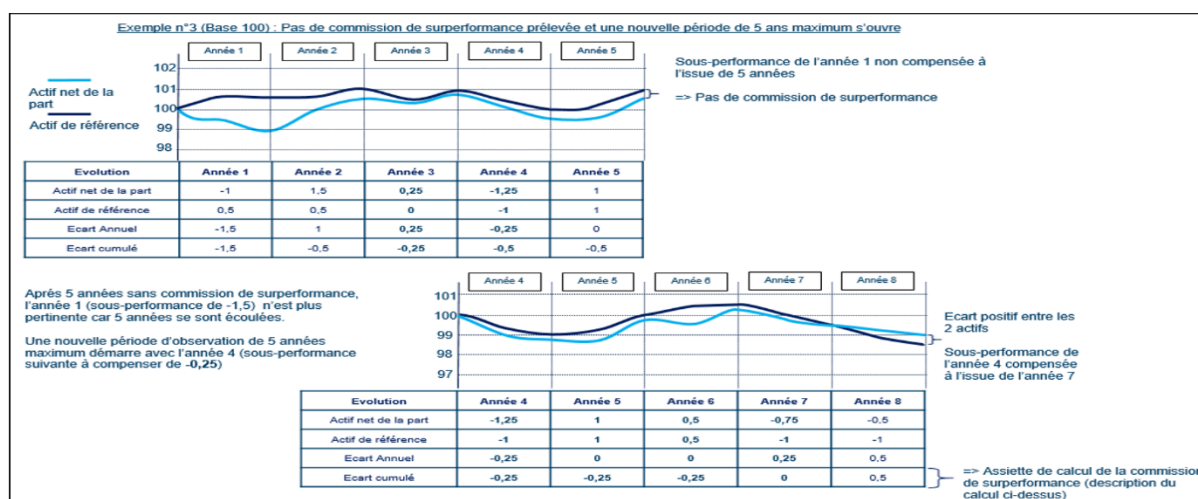 Exemple n°3 (Base 100) : Pas de commission de surperformance prélevée et une nouvelle période de 5 ans maximum s'ouvre
Année 1 Année 2 Année 3 Année 4 Année 5
102
101
100
99
98
Actif net de la
part
Actif de référence
Sous-performance de l'année 1 non compensée à
l'issue de 5 années
=> Pas de commission de surperformance
Evolution Année 1 Année 2 Année 3 Année 4 Année 5
Actif net de la part -1 1,5 0,25 -1,25 1
Actif de référence 0,5 0,5 0 -1 1
Ecart Annuel -1,5 1 0,25 -0,25 0
Ecart cumulé -1,5 -0,5 -0,25 -0,5 -0,5
Après 5 années sans commission de surperformance,
l'année 1 (sous-performance de -1,5) n'est plus
pertinente car 5 années se sont écoulées.
Une nouvelle période d'observation de 5 années
maximum démarre avec l'année 4 (sous-performance
suivante à compenser de -0,25)
Année 4 Année 5 Année 6 Année 7 Année 8
101
100
99
98
97
Ecart positif entre les
2 actifs
Sous-performance de
l'année 4 compensée
à l'issue de l'année 7
Evolution Année 4 Année 5 Année 6 Année 7 Année 8
Actif net de la part -1,25 1 0,5 -0,75 -0,5
Actif de référence -1 1 0,5 -1 -1
Ecart Annuel -0,25 0 0 0,25 0,5
Ecart cumulé -0,25 -0,25 -0,25 0 0,5
=> Assiette de calcul de la commission
de surperformance (description du
calcul ci-dessus)